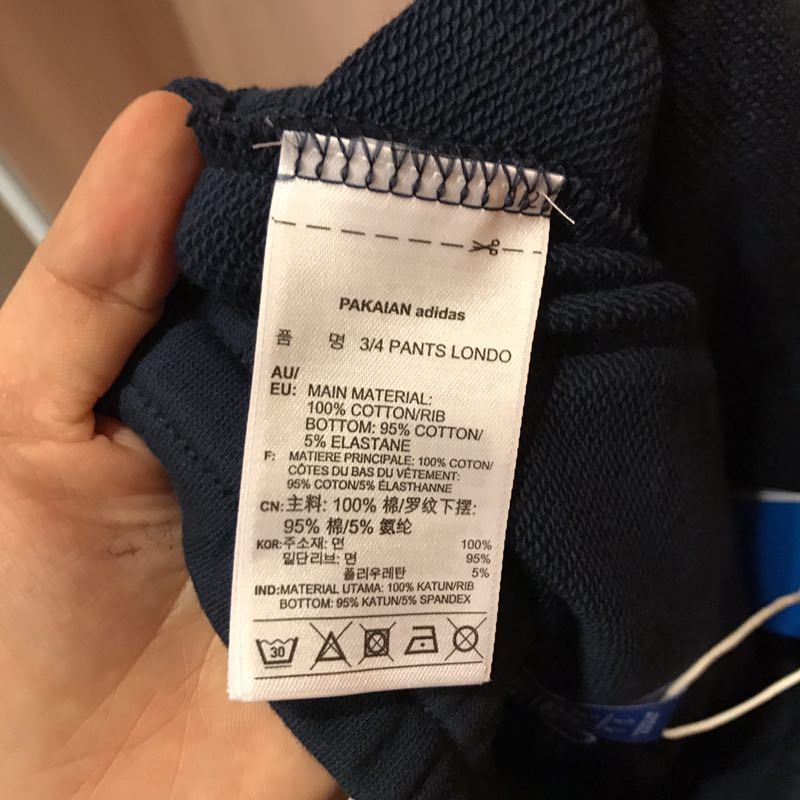 PAKAIAN adidas
품 명 3/4 PANTS LONDO
AU/
EU: MAIN MATERIAL:
100% COTTON/RIB
BOTTOM: 95% COTTON/
5% ELASTANE
F: MATIERE PRINCIPALE: 100% COTON/
CÔTES DU BAS DU VÊTEMENT:
95% COTON/5% ÉLASTHANNE
CN: 主料: 100% 棉/罗纹下摆:
95% 棉/5% 氨纶
KOR: 주소재: 면 100%
밑단리브: 면 95%
폴리우레탄 5%
IND: MATERIAL UTAMA: 100% KATUN/RIB
BOTTOM: 95% KATUN/5% SPANDEX
30